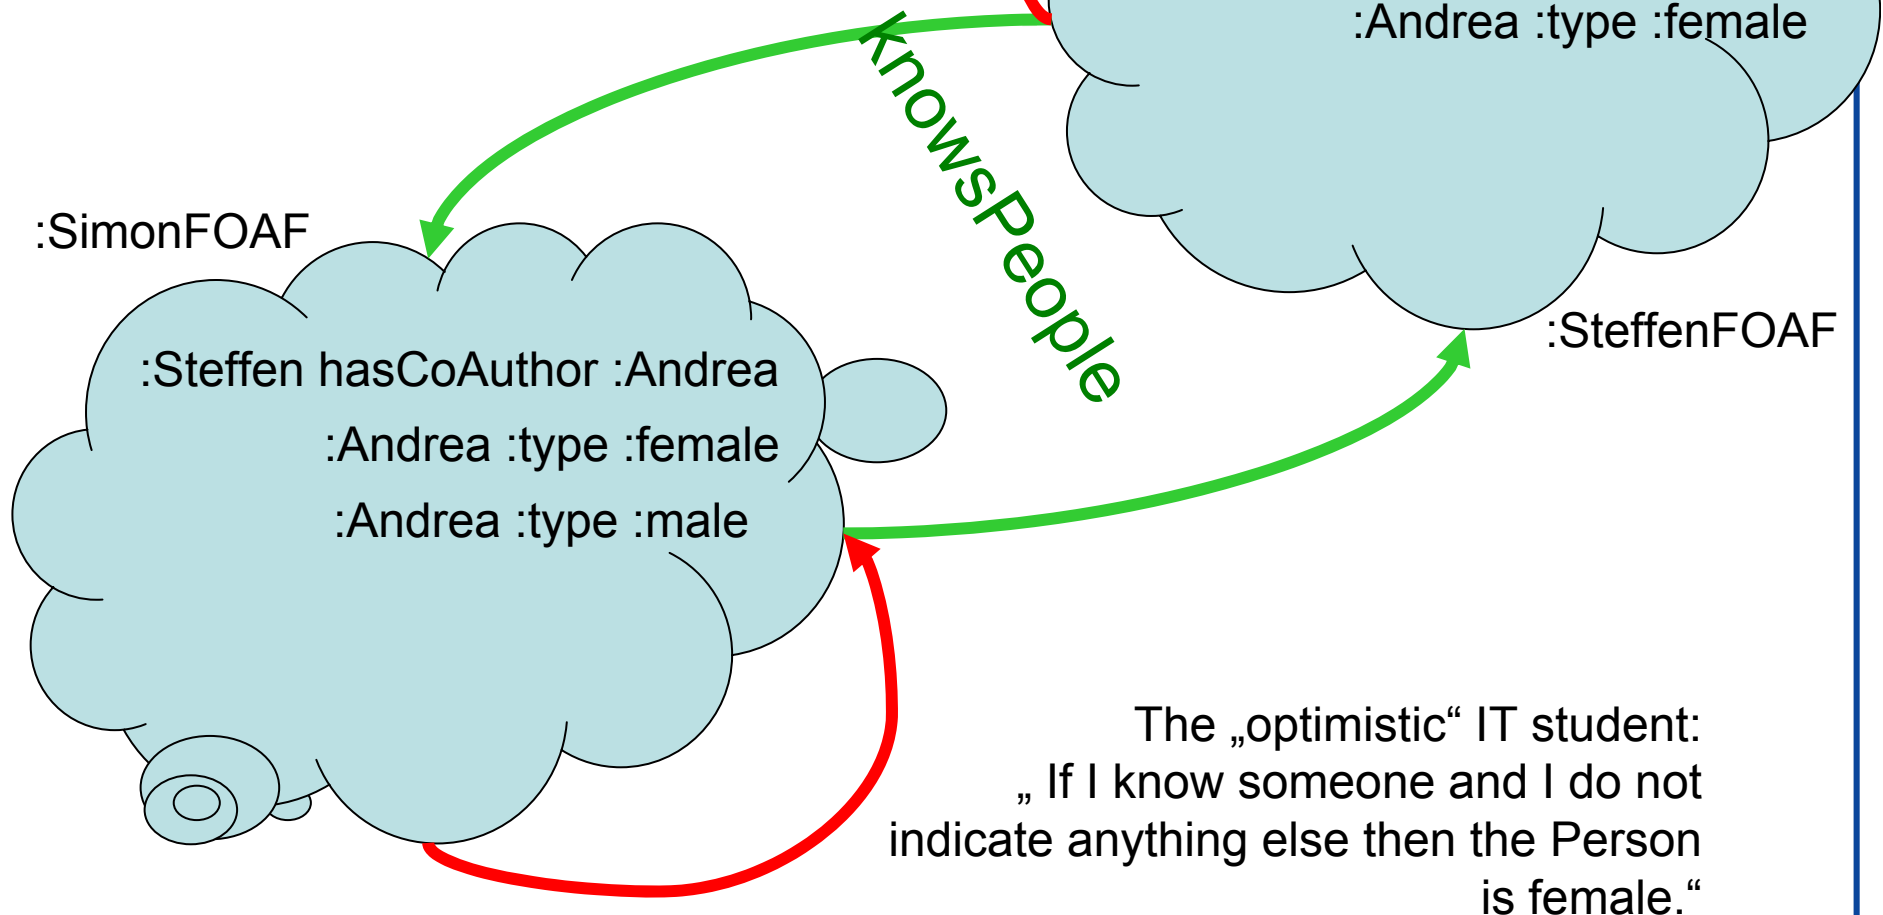 :Andrea :type :female
knowsPeople
:SimonFOAF
:SteffenFOAF
:Steffen hasCoAuthor :Andrea
:Andrea :type :female
:Andrea :type :male
The „optimistic“ IT student:
„ If I know someone and I do not
indicate anything else then the Person
is female.“